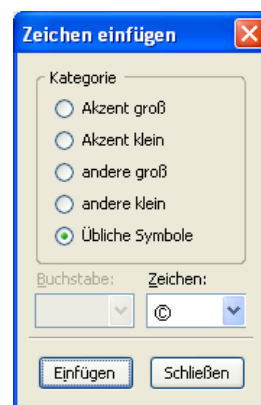 Zeichen einfügen
Kategorie
Akzent groß
Akzent klein
andere groß
andere klein
Übliche Symbole
Buchstabe: Zeichen:
©
Einfügen Schließen